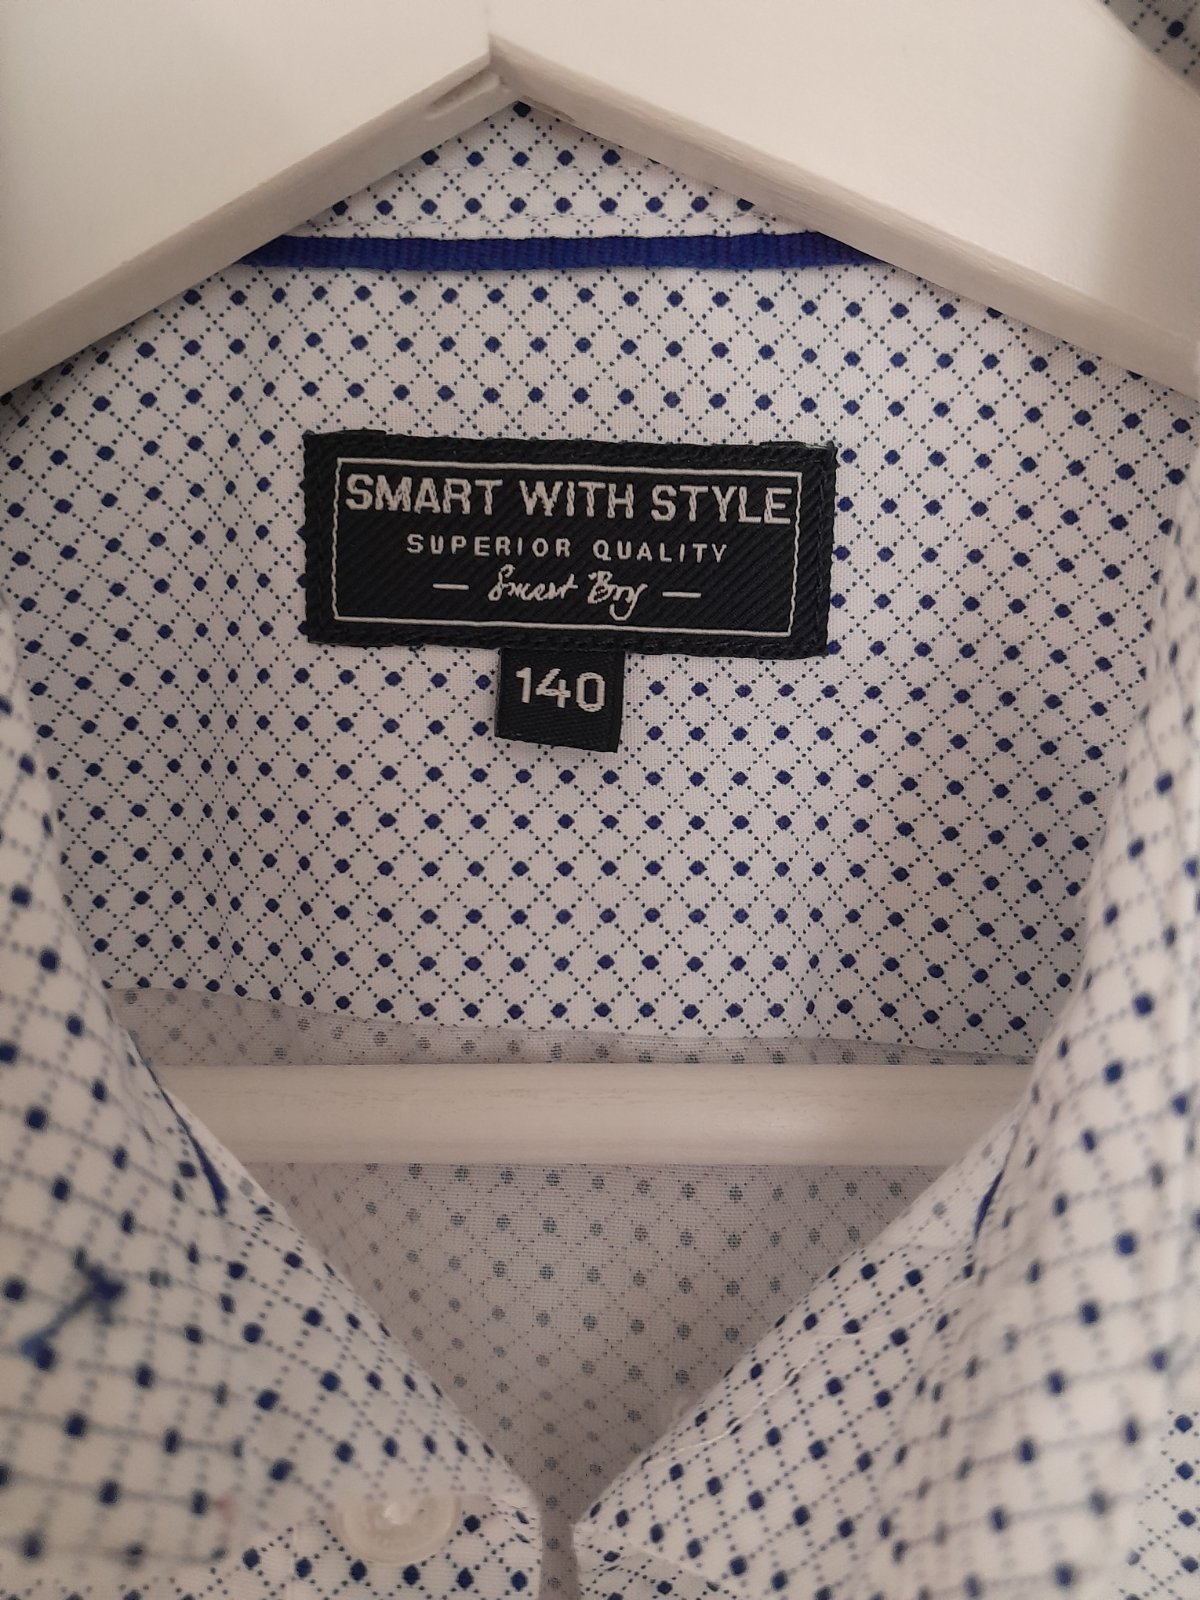 SMART WITH STYLE
SUPERIOR QUALITY
— Smart Boy —
140